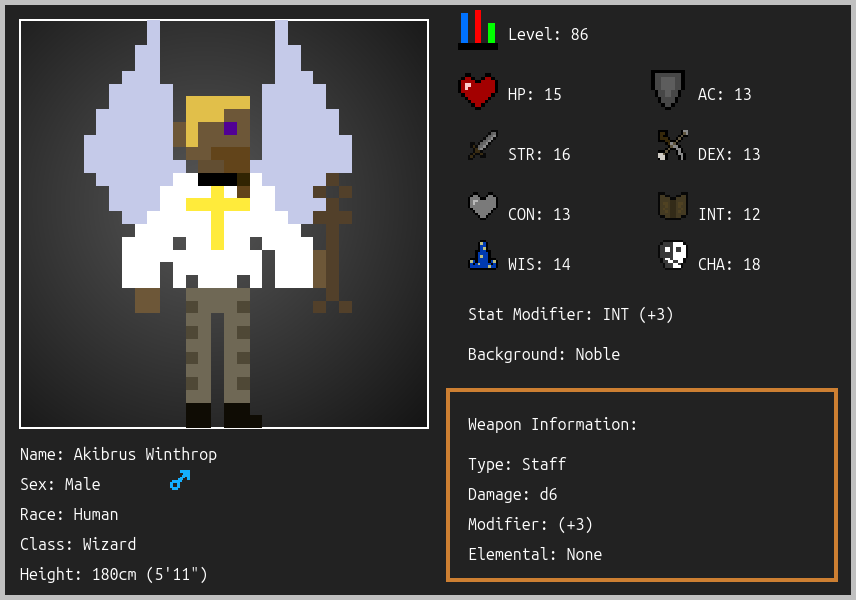 Level: 86
HP: 15
AC: 13
STR: 16
DEX: 13
CON: 13
INT: 12
WIS: 14
CHA: 18
Stat Modifier: INT (+3)
Background: Noble
Weapon Information:
Type: Staff
Damage: d6
Modifier: (+3)
Elemental: None
Name: Akibrus Winthrop
Sex: Male
Race: Human
Class: Wizard
Height: 180cm (5'11")